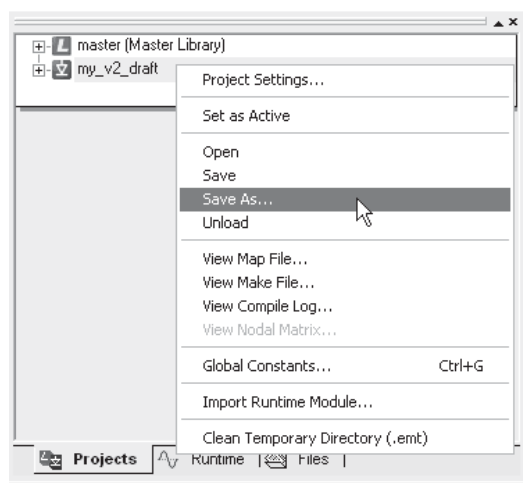 master (Master Library)
my_v2_draft
Project Settings...
Set as Active
Open
Save
Save As...
Unload
View Map File...
View Make File...
View Compile Log...
View Nodal Matrix...
Global Constants... Ctrl+G
Import Runtime Module...
Clean Temporary Directory (.emt)
Projects Runtime Files